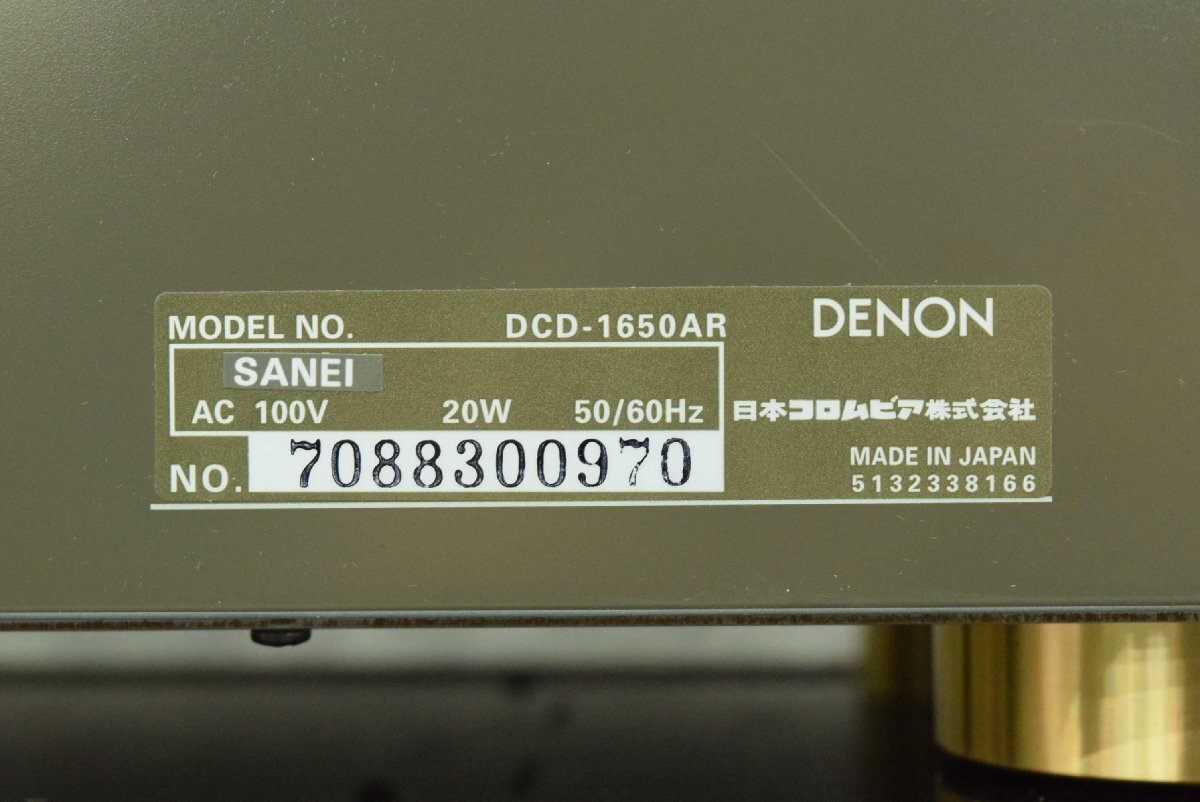 MODEL NO. DCD-1650AR
SANEI
AC 100V 20W 50/60Hz
NO. 7088300970
DENON
日本コロムビア株式会社
MADE IN JAPAN
5132338166